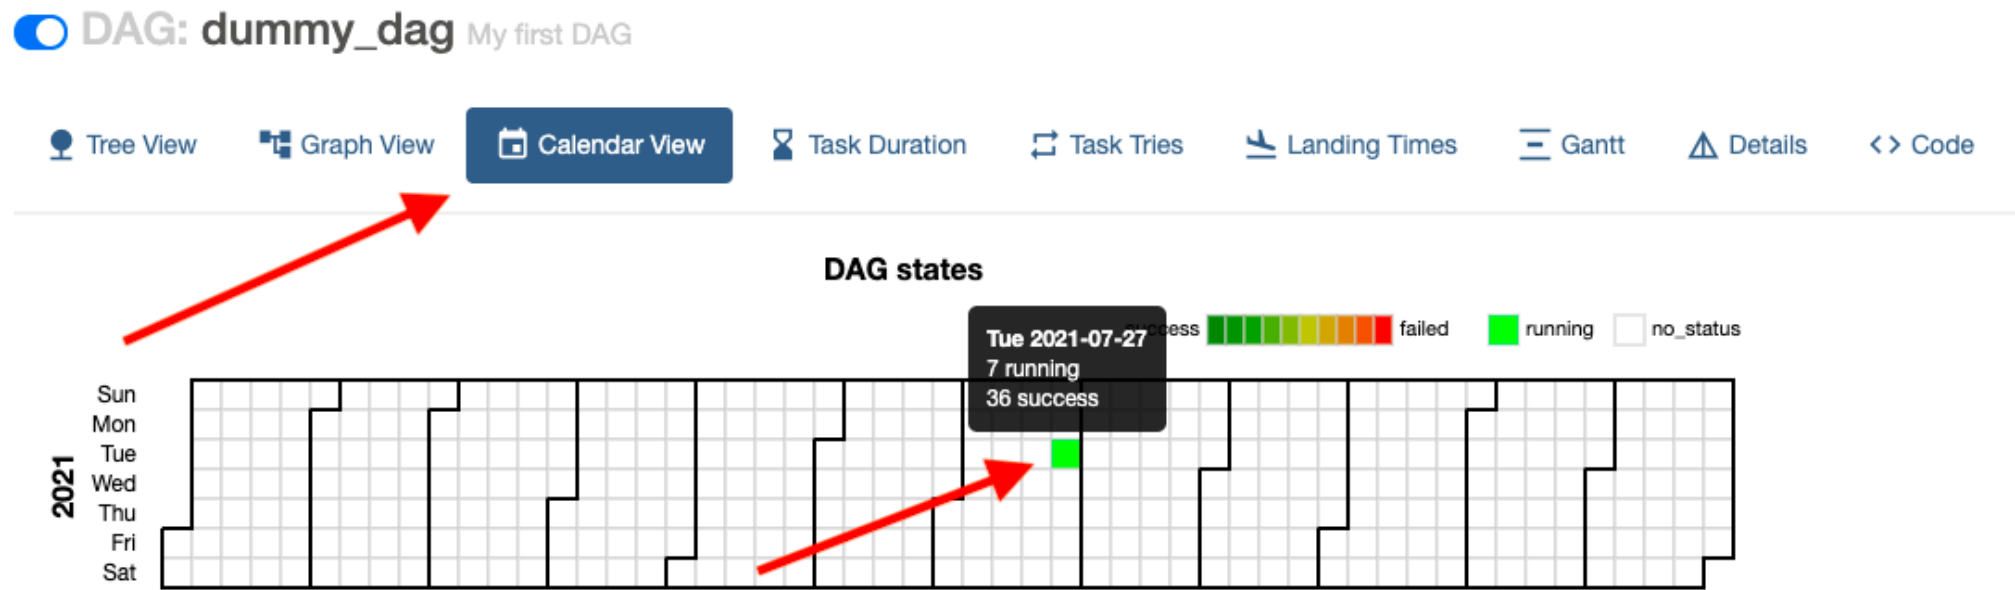 DAG: dummy_dag My first DAG
Tree View Graph View Calendar View Task Duration Task Tries Landing Times Gantt Details Code
DAG states
success failed running no_status
Tue 2021-07-27
7 running
36 success
2021
Sun
Mon
Tue
Wed
Thu
Fri
Sat